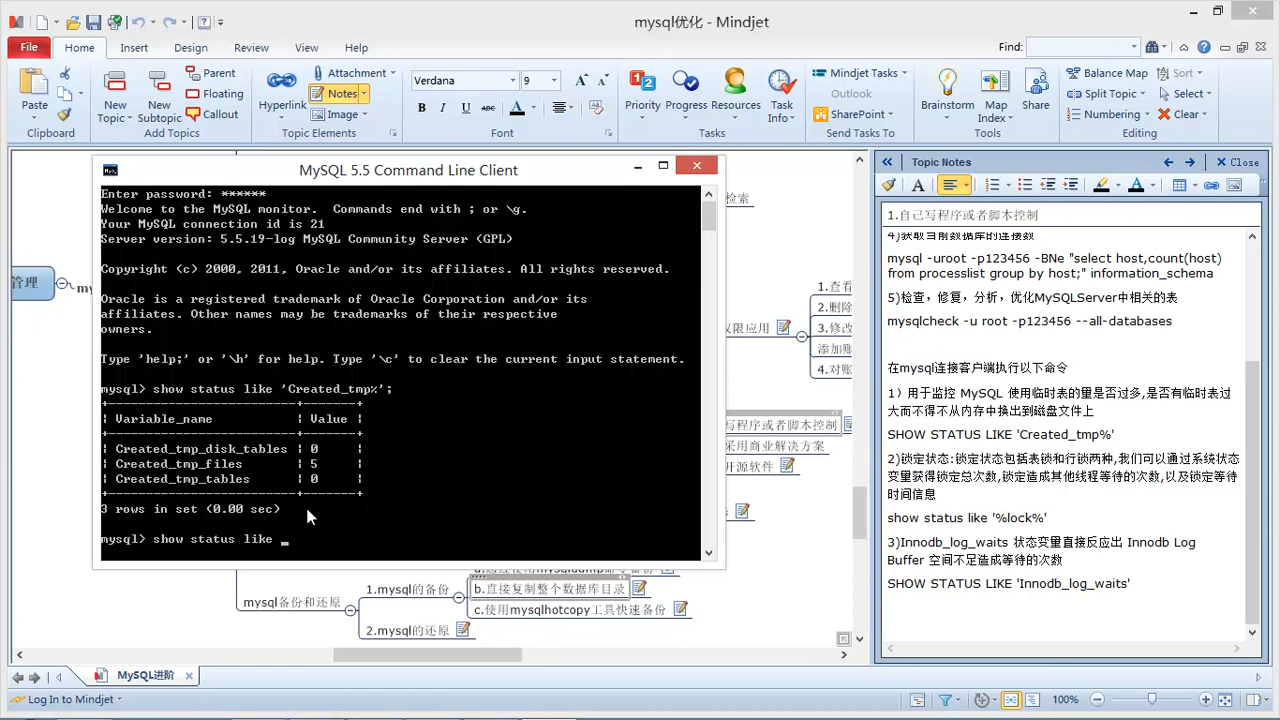 mysql优化 - Mindjet
File
Home
Insert
Design
Review
View
Help
Find:
Paste
Clipboard
New Topic
New Subtopic
Parent
Floating
Callout
Add Topics
Hyperlink
Attachment
Notes
Image
Topic Elements
Verdana
9
B I U abc A
Font
Priority
Progress
Resources
Task Info
Tasks
Mindjet Tasks
Outlook
SharePoint
Send Tasks To
Brainstorm
Map Index
Share
Tools
Balance Map
Split Topic
Numbering
Sort
Select
Clear
Editing
MySQL 5.5 Command Line Client
Enter password: ******
Welcome to the MySQL monitor.  Commands end with ; or \g.
Your MySQL connection id is 21
Server version: 5.5.19-log MySQL Community Server (GPL)
Copyright (c) 2000, 2011, Oracle and/or its affiliates. All rights reserved.
Oracle is a registered trademark of Oracle Corporation and/or its
affiliates. Other names may be trademarks of their respective
owners.
Type 'help;' or '\h' for help. Type '\c' to clear the current input statement.
mysql> show status like 'Created_tmp%';
+-------------------------+-------+
| Variable_name           | Value |
+-------------------------+-------+
| Created_tmp_disk_tables | 0     |
| Created_tmp_files       | 5     |
| Created_tmp_tables      | 0     |
+-------------------------+-------+
3 rows in set (0.00 sec)
mysql> show status like _
管理
my
检索
权限应用
1.查看
2.删除
3.修改
添加账
4.对账
写程序或者脚本控制
采用商业解决方案
开源软件
mysql备份和还原
1.mysql的备份
b.直接复制整个数据库目录
c.使用mysqlhotcopy工具快速备份
2.mysql的还原
Topic Notes
Close
1.自己写程序或者脚本控制
4)获取当前数据库的连接数
mysql -uroot -p123456 -BNe "select host,count(host)
from processlist group by host;" information_schema
5)检查，修复，分析，优化MySQLServer中相关的表
mysqlcheck -u root -p123456 --all-databases
在mysql连接客户端执行以下命令
1）用于监控 MySQL 使用临时表的量是否过多,是否有临时表过
大而不得不从内存中换出到磁盘文件上
SHOW STATUS LIKE 'Created_tmp%'
2)锁定状态:锁定状态包括表锁和行锁两种,我们可以通过系统状态
变量获得锁定总次数,锁定造成其他线程等待的次数,以及锁定等待
时间信息
show status like '%lock%'
3)Innodb_log_waits 状态变量直接反应出 Innodb Log
Buffer 空间不足造成等待的次数
SHOW STATUS LIKE 'Innodb_log_waits'
MySQL进阶
Log In to Mindjet
100%